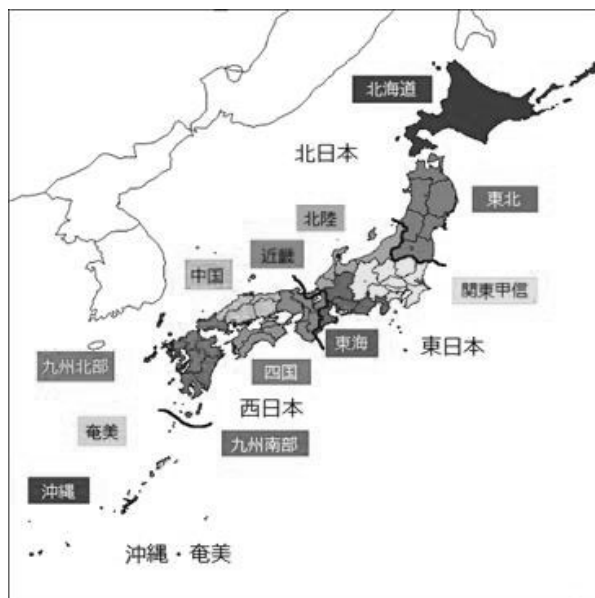 北海道
北日本
東北
北陸
近畿
中国
関東甲信
東海
東日本
九州北部
四国
西日本
奄美
九州南部
沖縄
沖縄・奄美